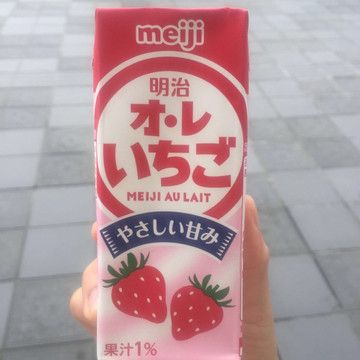 meiji
明治
オ・レ
いちご
MEIJI AU LAIT
やさしい甘み
果汁1%